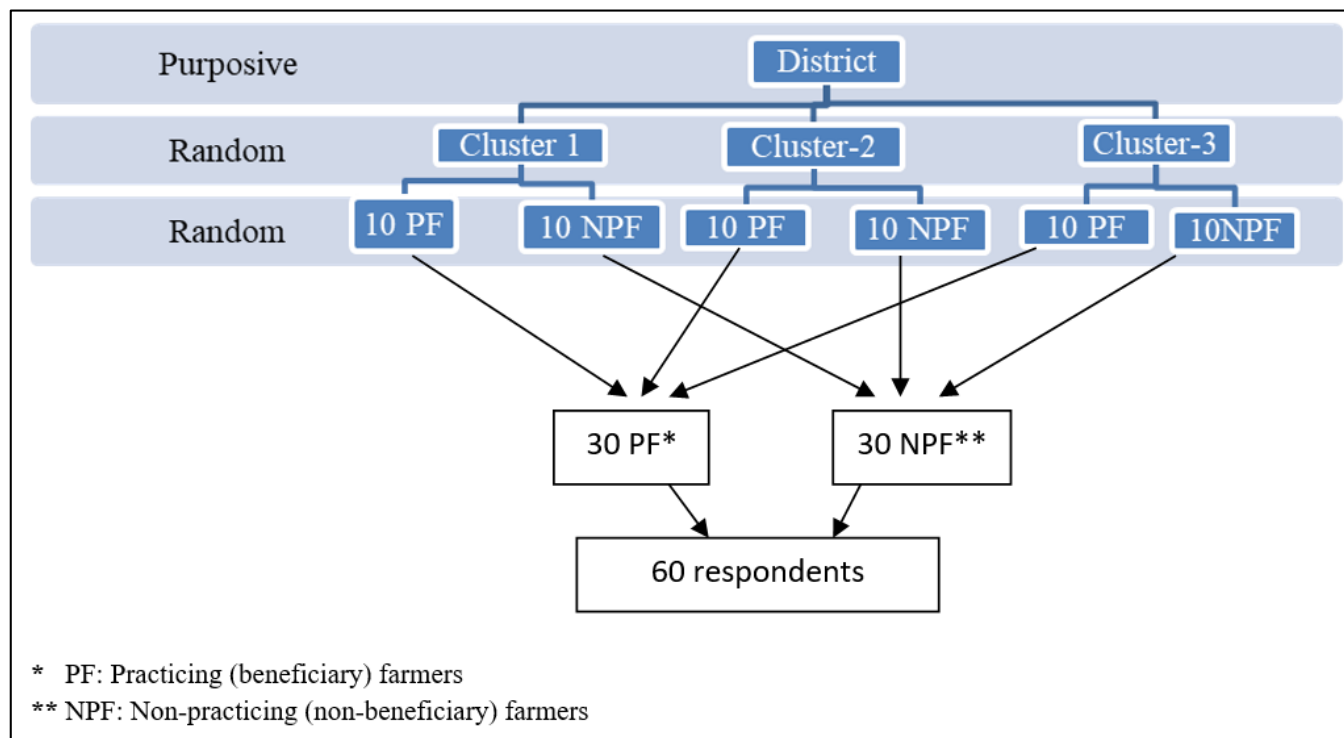 Purposive
District
Random
Cluster 1
Cluster-2
Cluster-3
Random
10 PF
10 NPF
10 PF
10 NPF
10 PF
10NPF
30 PF*
30 NPF**
60 respondents
* PF: Practicing (beneficiary) farmers
** NPF: Non-practicing (non-beneficiary) farmers